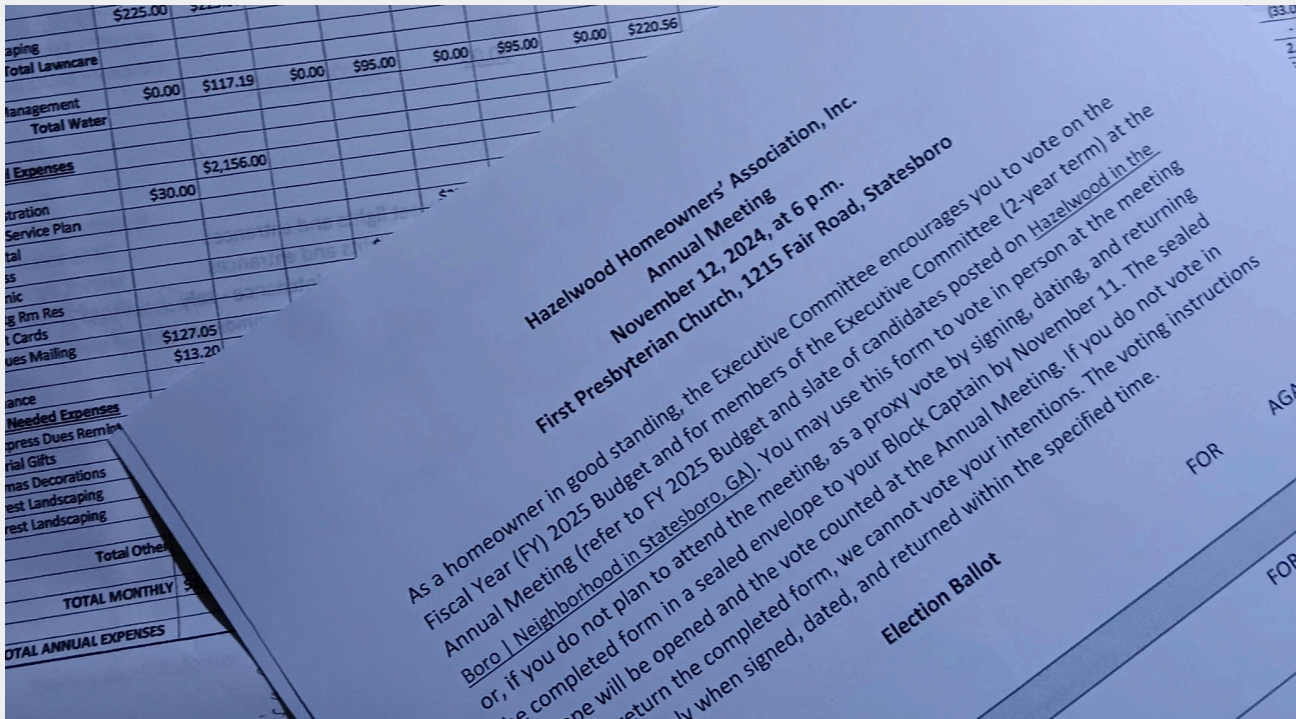 $225.00
aping
Total Lawncare
$0.00 $117.19 $0.00 $95.00 $0.00 $95.00 $0.00 $220.56
anagement
Total Water
l Expenses
$2,156.00
stration $30.00
Service Plan
tal
ss
nic
g Rm Res
t Cards $127.05
ues Mailing $13.20
ance
Needed Expenses
press Dues Remin
rial Gifts
mas Decorations
rest Landscaping
rest Landscaping
Total Othe
TOTAL MONTHLY
OTAL ANNUAL EXPENSES
Hazelwood Homeowners' Association, Inc.
Annual Meeting
November 12, 2024, at 6 p.m.
First Presbyterian Church, 1215 Fair Road, Statesboro
As a homeowner in good standing, the Executive Committee encourages you to vote on the
Fiscal Year (FY) 2025 Budget and for members of the Executive Committee (2-year term) at the
Annual Meeting (refer to FY 2025 Budget and slate of candidates posted on Hazelwood in the
Boro | Neighborhood in Statesboro, GA). You may use this form to vote in person at the meeting
or, if you do not plan to attend the meeting, as a proxy vote by signing, dating, and returning
he completed form in a sealed envelope to your Block Captain by November 11. The sealed
ope will be opened and the vote counted at the Annual Meeting. If you do not vote in
eturn the completed form, we cannot vote your intentions. The voting instructions
ly when signed, dated, and returned within the specified time.
Election Ballot
FOR AGA
FOR